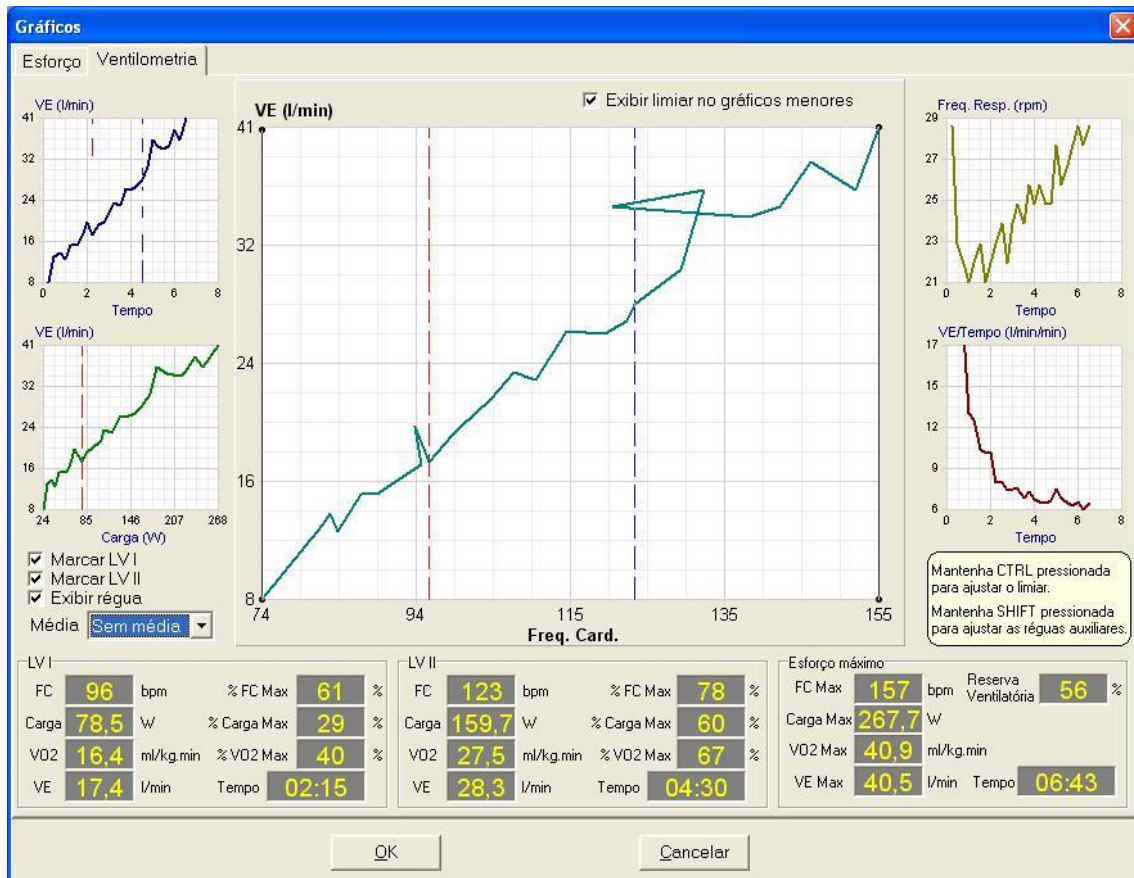 Gráficos
Esforço Ventilometria
VE (l/min)
41
32
24
16
8
0 2 4 6 8
Tempo
VE (l/min)
41
32
24
16
8
24 85 146 207 268
Carga (W)
Marcar LV I
Marcar LV II
Exibir régua
Média Sem média
VE (l/min)
Exibir limiar no gráficos menores
41
32
24
16
8
74 94 115 135 155
Freq. Card.
Freq. Resp. (rpm)
29
27
25
23
21
0 2 4 6 8
Tempo
VE/Tempo (l/min/min)
17
15
12
9
6
0 2 4 6 8
Tempo
Mantenha CTRL pressionada
para ajustar o limiar.
Mantenha SHIFT pressionada
para ajustar as réguas auxiliares.
LV I
FC 96 bpm % FC Max 61 %
Carga 78,5 W % Carga Max 29 %
VO2 16,4 ml/kg.min % VO2 Max 40 %
VE 17,4 l/min Tempo 02:15
LV II
FC 123 bpm % FC Max 78 %
Carga 159,7 W % Carga Max 60 %
VO2 27,5 ml/kg.min % VO2 Max 67 %
VE 28,3 l/min Tempo 04:30
Esforço máximo
FC Max 157 bpm Reserva Ventilatória 56 %
Carga Max 267,7 W
VO2 Max 40,9 ml/kg.min
VE Max 40,5 l/min Tempo 06:43
OK Cancelar